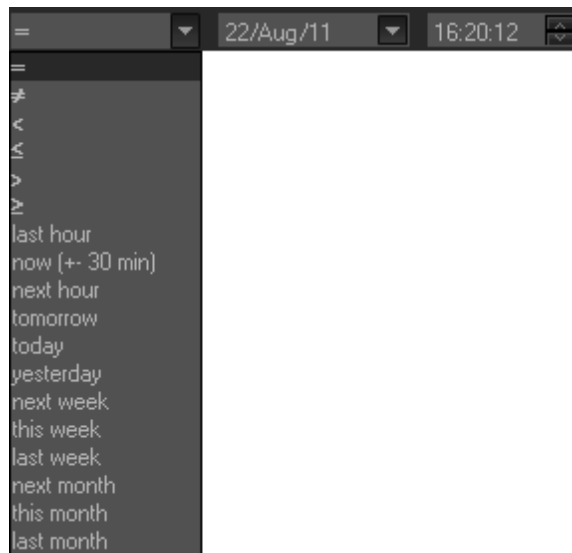 = 22/Aug/11 16:20:12
=
≠
<
≤
>
≥
last hour
now (+- 30 min)
next hour
tomorrow
today
yesterday
next week
this week
last week
next month
this month
last month